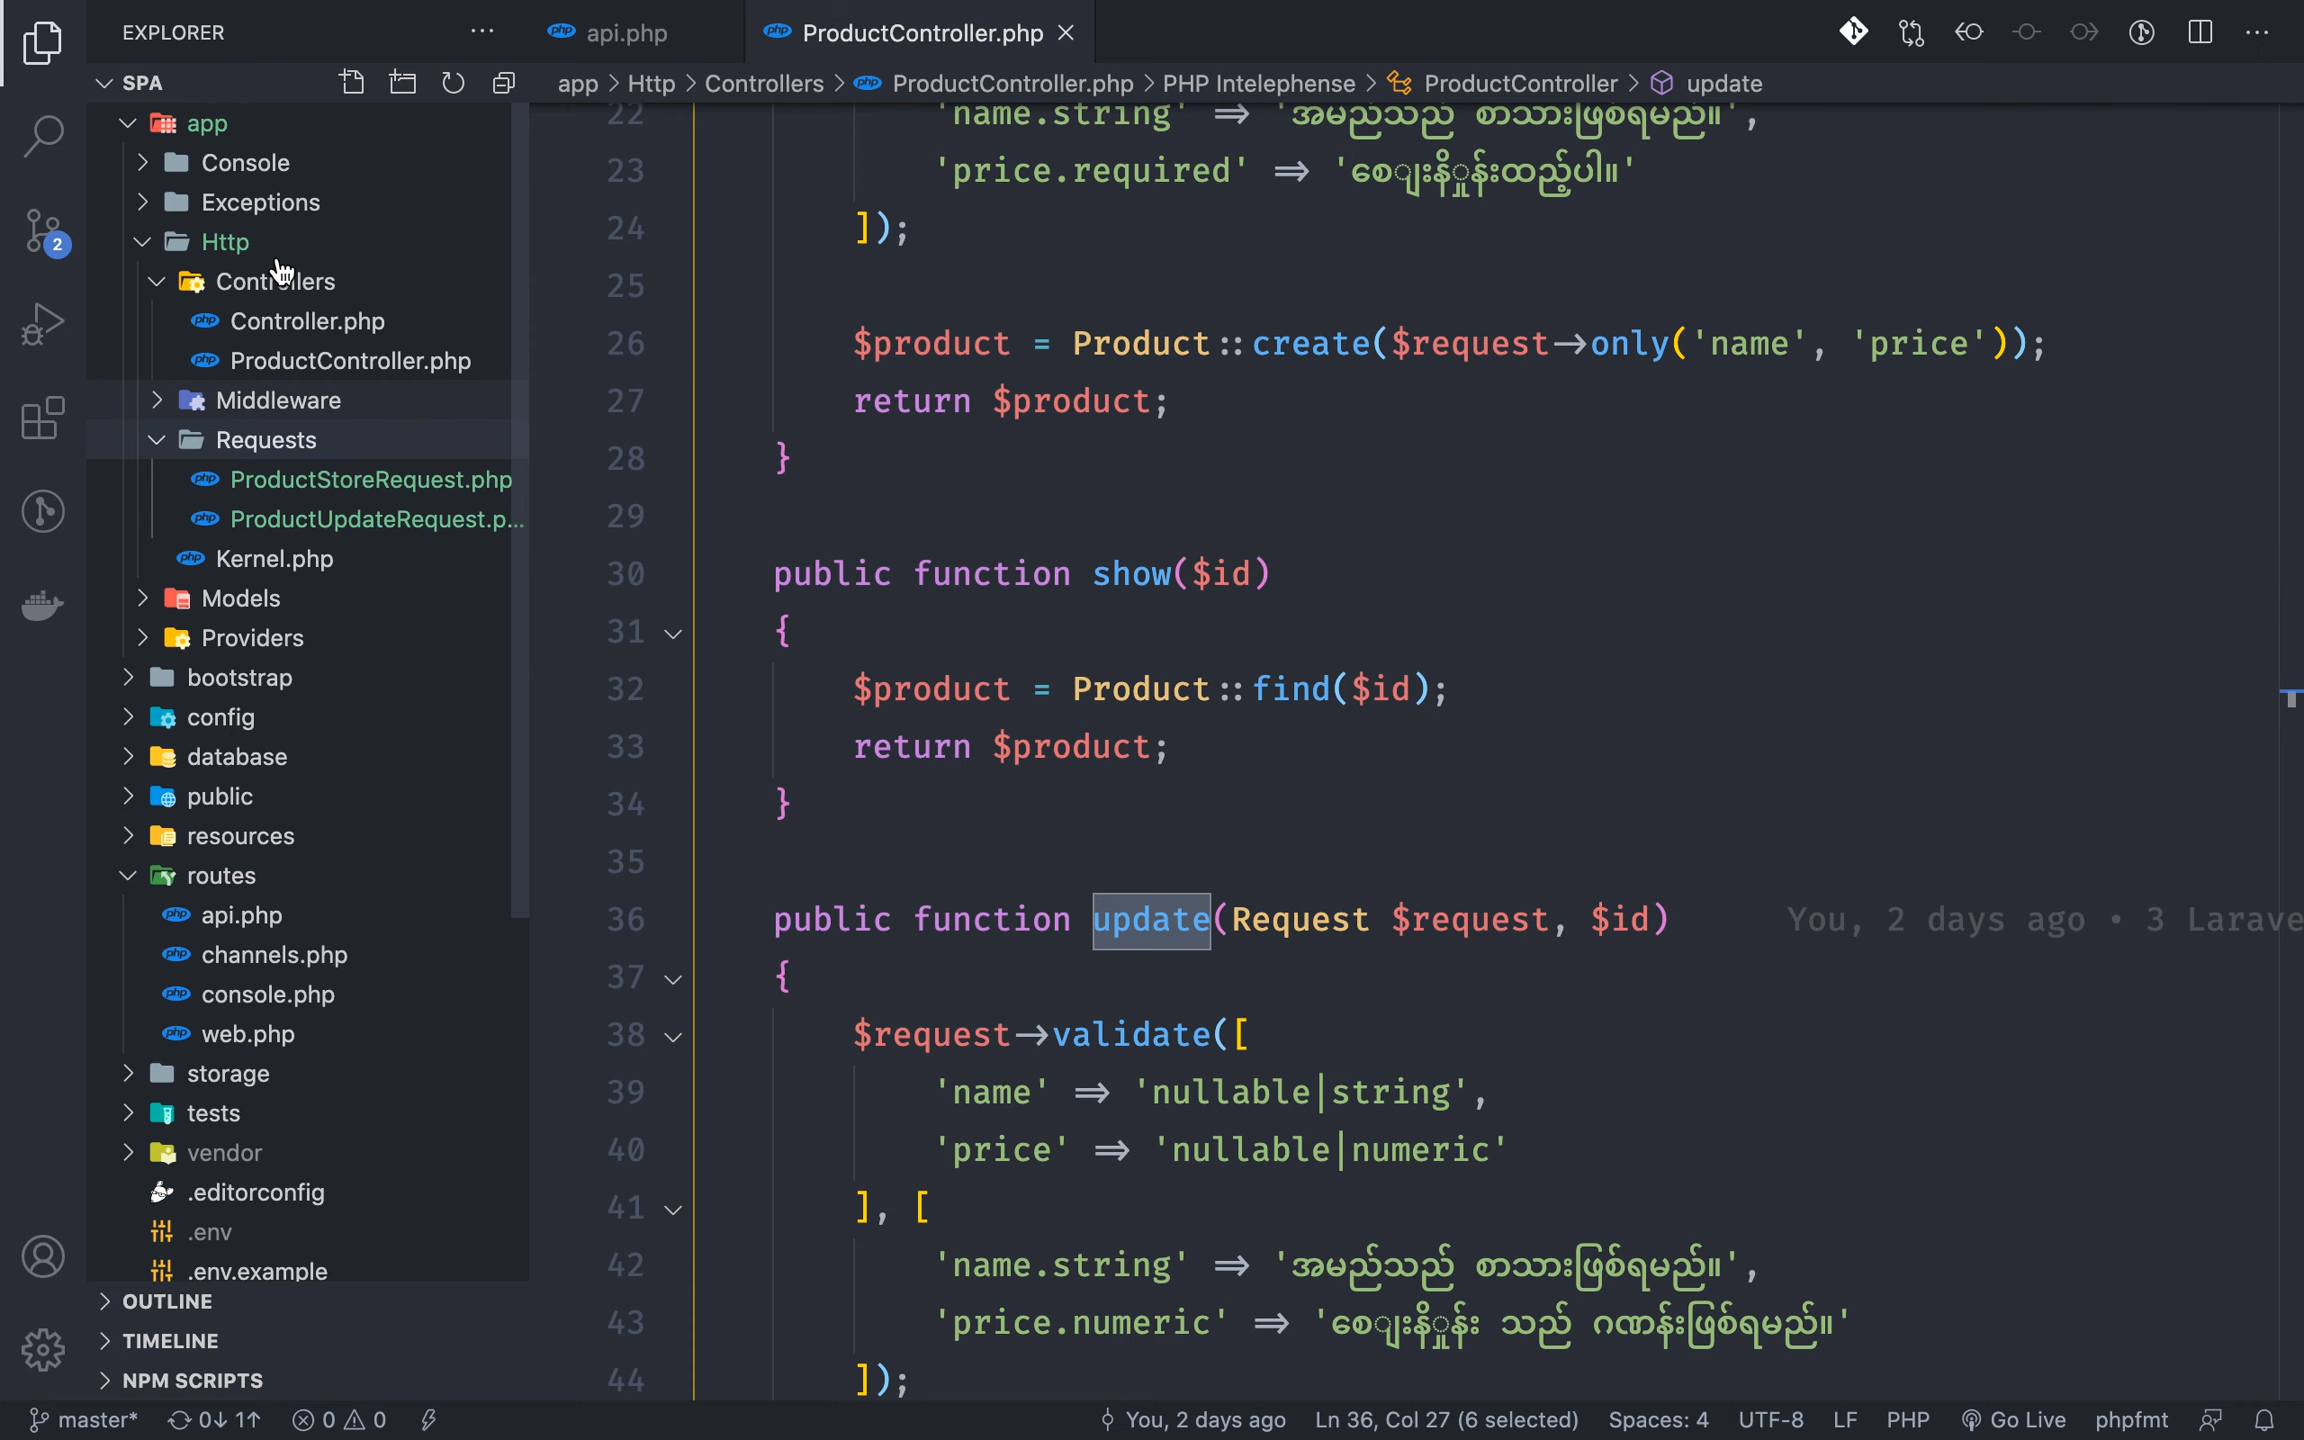 EXPLORER
api.php
ProductController.php
SPA
app > Http > Controllers > ProductController.php > PHP Intelephense > ProductController > update
app
Console
Exceptions
Http
Controllers
Controller.php
ProductController.php
Middleware
Requests
ProductStoreRequest.php
ProductUpdateRequest.p...
Kernel.php
Models
Providers
bootstrap
config
database
public
resources
routes
api.php
channels.php
console.php
web.php
storage
tests
vendor
.editorconfig
.env
.env.example
OUTLINE
TIMELINE
NPM SCRIPTS
2
22 'name.string' => 'အမည်သည် စာသားဖြစ်ရမည်။',
23 'price.required' => 'စျေးနှိုန်းထည့်ပါ။'
24 ]);
25
26 $product = Product::create($request->only('name', 'price'));
27 return $product;
28 }
29
30 public function show($id)
31 {
32 $product = Product::find($id);
33 return $product;
34 }
35
36 public function update(Request $request, $id) You, 2 days ago • 3 Larave
37 {
38 $request->validate([
39 'name' => 'nullable|string',
40 'price' => 'nullable|numeric'
41 ], [
42 'name.string' => 'အမည်သည် စာသားဖြစ်ရမည်။',
43 'price.numeric' => 'စျေးနှိုန်း သည် ဂဏန်းဖြစ်ရမည်။'
44 ]);
master* 0↓ 1↑ 0 0 You, 2 days ago Ln 36, Col 27 (6 selected) Spaces: 4 UTF-8 LF PHP Go Live phpfmt